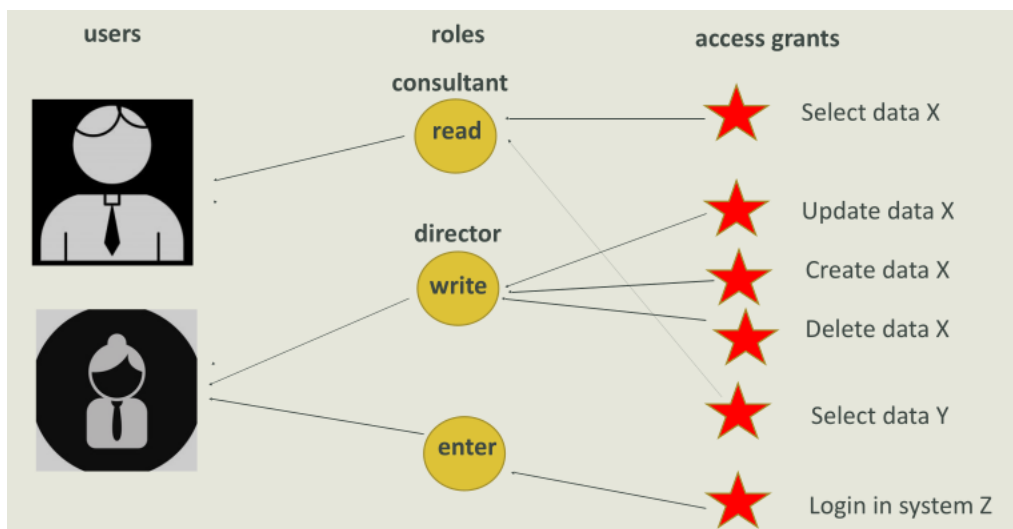 users
roles
access grants
consultant
read
Select data X
Update data X
director
write
Create data X
Delete data X
Select data Y
enter
Login in system Z